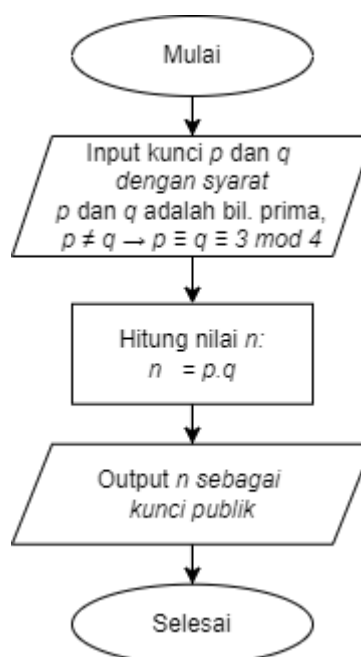 Mulai
Input kunci p dan q
dengan syarat
p dan q adalah bil. prima,
p ≠ q → p ≡ q ≡ 3 mod 4
Hitung nilai n:
n = p.q
Output n sebagai
kunci publik
Selesai